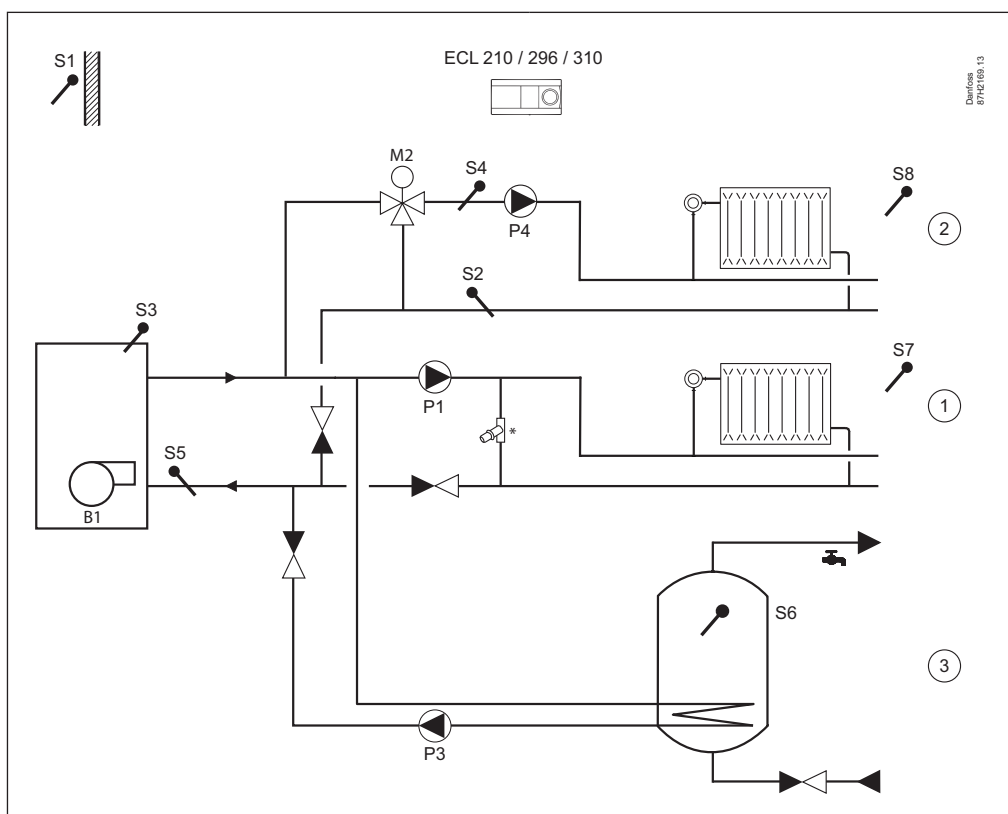 S1
ECL 210 / 296 / 310
Danfoss
87H2169.13
M2
S4
P4
S8
2
S2
S3
P1
S7
*
1
S5
B1
S6
3
P3